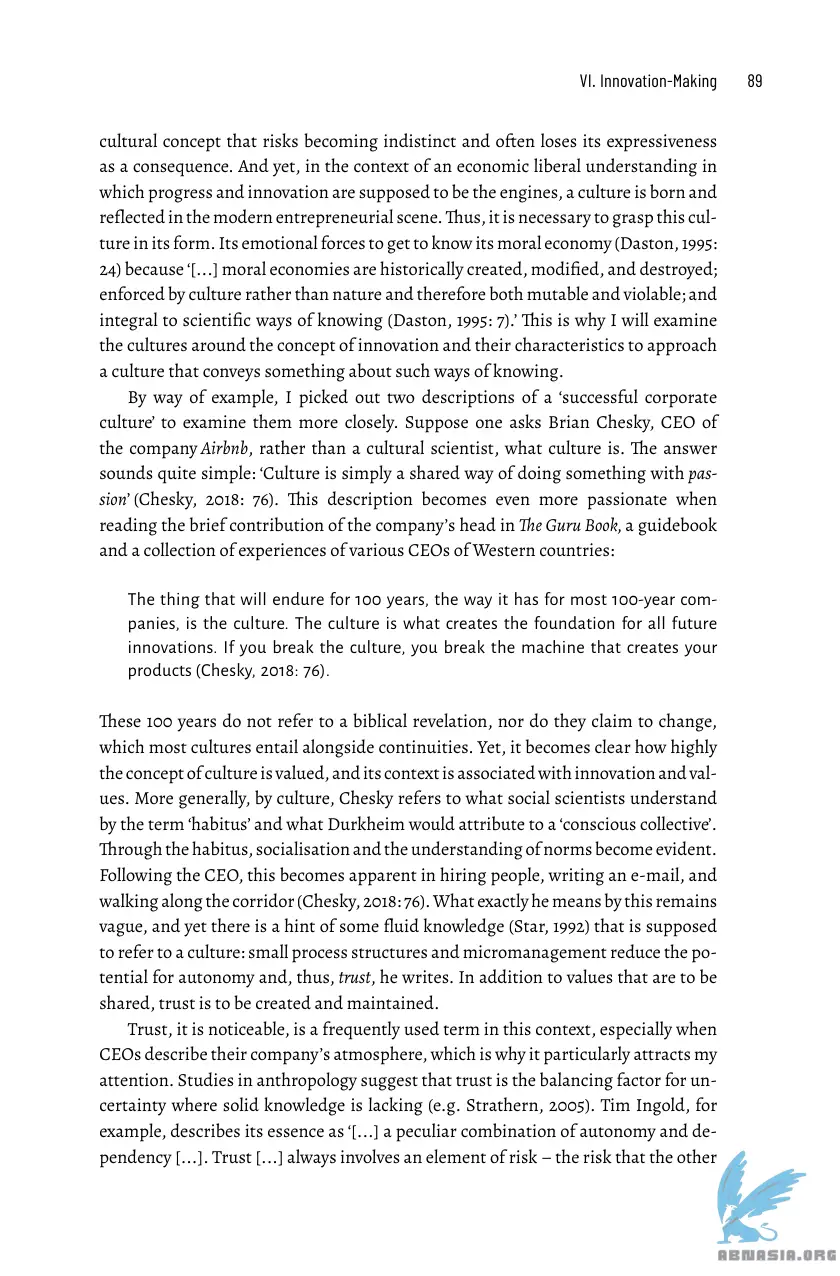 VI. Innovation-Making 89
cultural concept that risks becoming indistinct and often loses its expressiveness
as a consequence. And yet, in the context of an economic liberal understanding in
which progress and innovation are supposed to be the engines, a culture is born and
reflected in the modern entrepreneurial scene. Thus, it is necessary to grasp this cul-
ture in its form. Its emotional forces to get to know its moral economy (Daston, 1995:
24) because ‘[…] moral economies are historically created, modified, and destroyed;
enforced by culture rather than nature and therefore both mutable and violable; and
integral to scientific ways of knowing (Daston, 1995: 7).’ This is why I will examine
the cultures around the concept of innovation and their characteristics to approach
a culture that conveys something about such ways of knowing.
By way of example, I picked out two descriptions of a ‘successful corporate
culture’ to examine them more closely. Suppose one asks Brian Chesky, CEO of
the company Airbnb, rather than a cultural scientist, what culture is. The answer
sounds quite simple: ‘Culture is simply a shared way of doing something with pas-
sion’ (Chesky, 2018: 76). This description becomes even more passionate when
reading the brief contribution of the company’s head in The Guru Book, a guidebook
and a collection of experiences of various CEOs of Western countries:
The thing that will endure for 100 years, the way it has for most 100-year com-
panies, is the culture. The culture is what creates the foundation for all future
innovations. If you break the culture, you break the machine that creates your
products (Chesky, 2018: 76).
These 100 years do not refer to a biblical revelation, nor do they claim to change,
which most cultures entail alongside continuities. Yet, it becomes clear how highly
the concept of culture is valued, and its context is associated with innovation and val-
ues. More generally, by culture, Chesky refers to what social scientists understand
by the term ‘habitus’ and what Durkheim would attribute to a ‘conscious collective’.
Through the habitus, socialisation and the understanding of norms become evident.
Following the CEO, this becomes apparent in hiring people, writing an e-mail, and
walking along the corridor (Chesky, 2018: 76). What exactly he means by this remains
vague, and yet there is a hint of some fluid knowledge (Star, 1992) that is supposed
to refer to a culture: small process structures and micromanagement reduce the po-
tential for autonomy and, thus, trust, he writes. In addition to values that are to be
shared, trust is to be created and maintained.
Trust, it is noticeable, is a frequently used term in this context, especially when
CEOs describe their company’s atmosphere, which is why it particularly attracts my
attention. Studies in anthropology suggest that trust is the balancing factor for un-
certainty where solid knowledge is lacking (e.g. Strathern, 2005). Tim Ingold, for
example, describes its essence as ‘[…] a peculiar combination of autonomy and de-
pendency […]. Trust […] always involves an element of risk – the risk that the other
ABNASIA.ORG